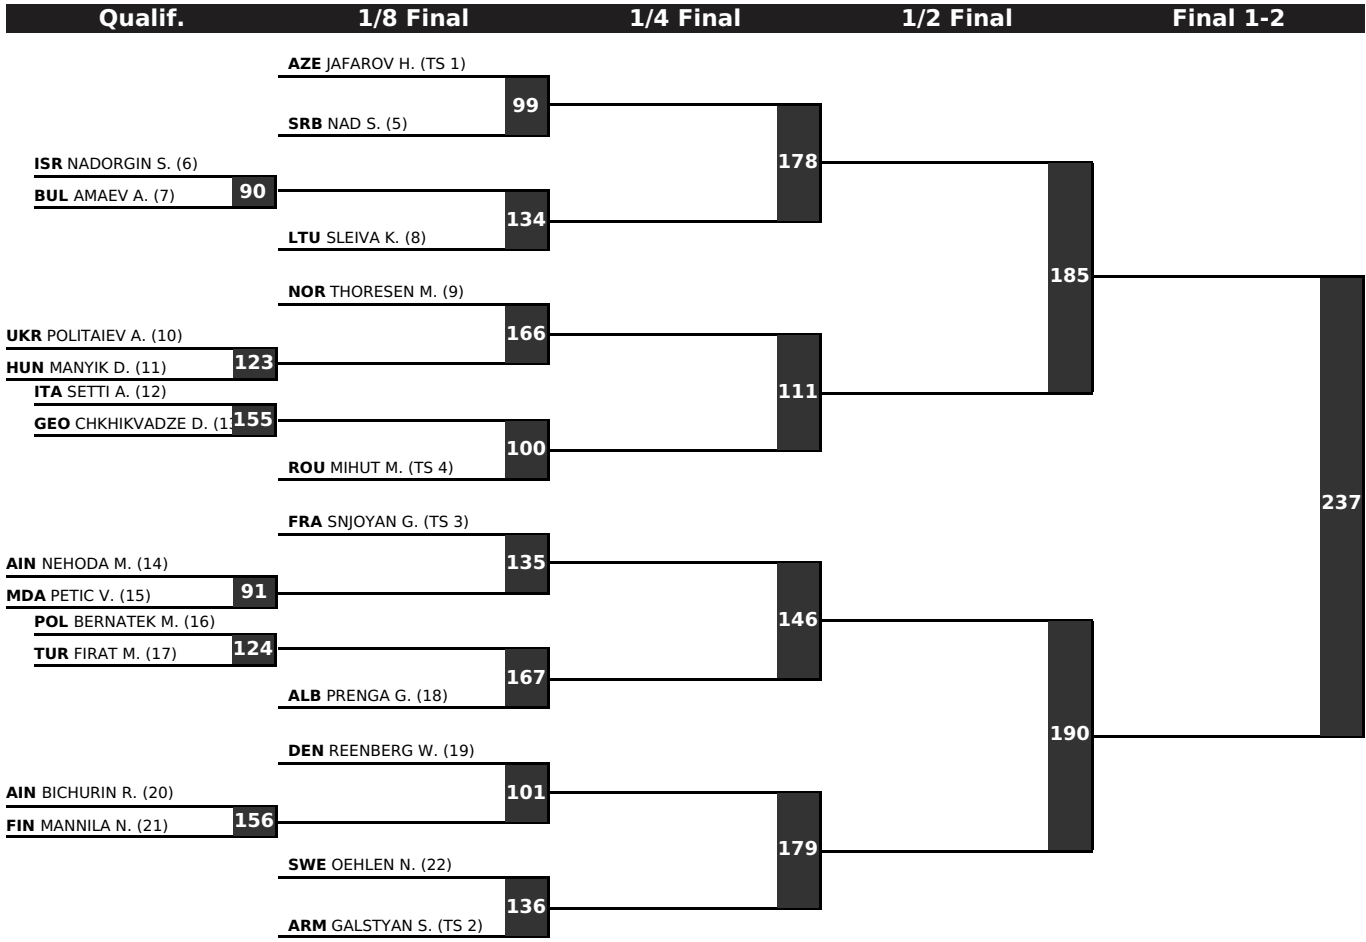 Qualif. 1/8 Final 1/4 Final 1/2 Final Final 1-2
AZE JAFAROV H. (TS 1)
99
SRB NAD S. (5)
178
ISR NADORGIN S. (6)
90
BUL AMAEV A. (7)
134
LTU SLEIVA K. (8)
185
NOR THORESEN M. (9)
166
UKR POLITAIEV A. (10)
123
HUN MANYIK D. (11)
111
ITA SETTI A. (12)
155
GEO CHKHIKVADZE D. (13
100
ROU MIHUT M. (TS 4)
237
FRA SNJOYAN G. (TS 3)
135
AIN NEHODA M. (14)
91
MDA PETIC V. (15)
146
POL BERNATEK M. (16)
124
TUR FIRAT M. (17)
167
ALB PRENGA G. (18)
190
DEN REENBERG W. (19)
101
AIN BICHURIN R. (20)
156
FIN MANNILA N. (21)
179
SWE OEHLEN N. (22)
136
ARM GALSTYAN S. (TS 2)